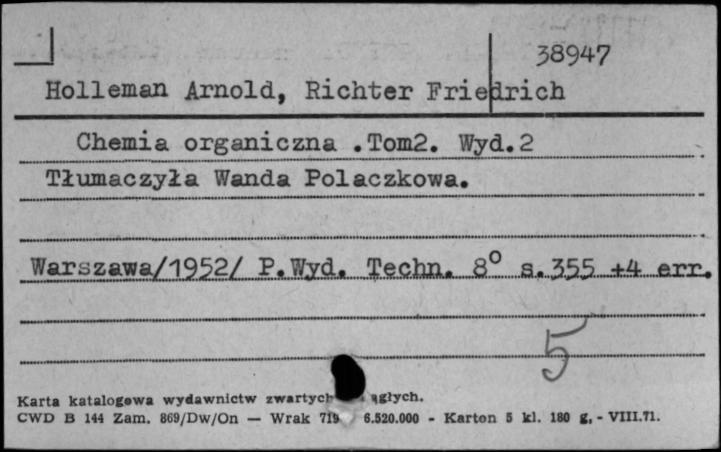 38947
Holleman Arnold, Richter Friedrich
Chemia organiczna .Tom2. Wyd.2
Tłumaczyła Wanda Polaczkowa.
Warszawa/1952/ P.Wyd. Techn. 8° s.355 +4 err.
5
Karta katalogowa wydawnictw zwartych ągłych.
CWD B 144 Zam. 869/Dw/On — Wrak 719 6.520.000 - Karton 5 kl. 180 g, - VIII.71.